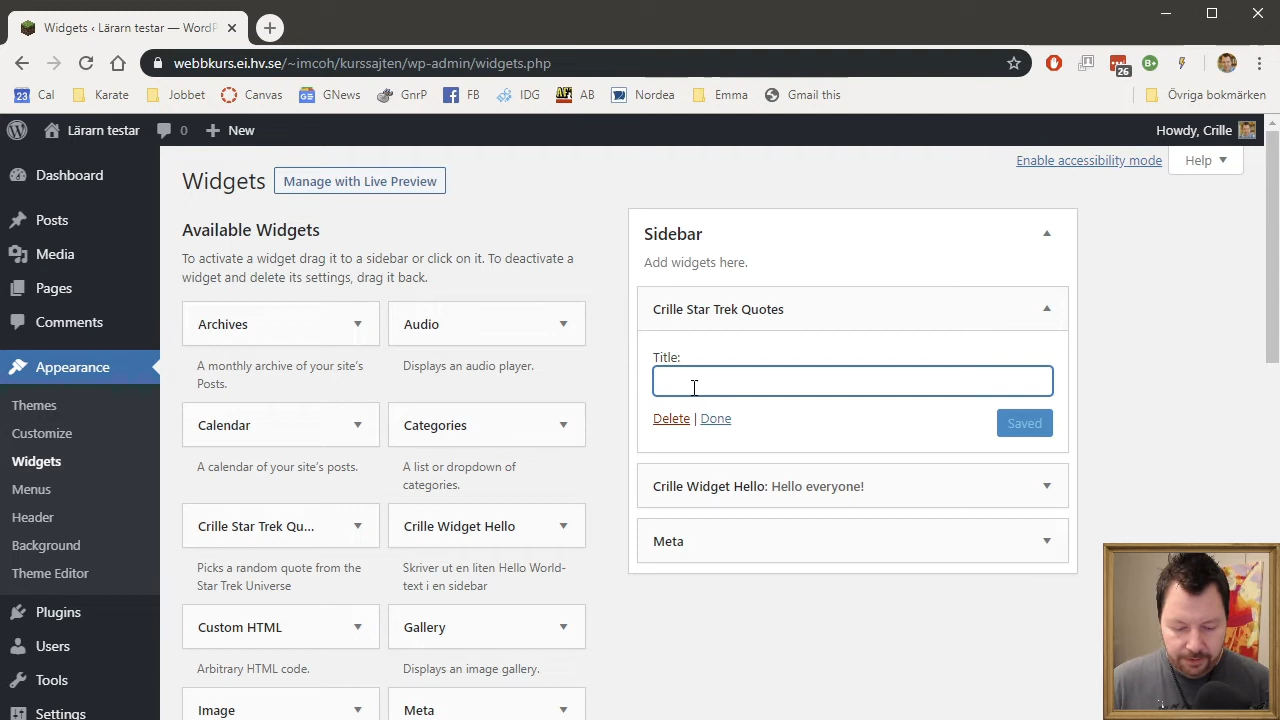 Widgets ‹ Lärarn testar — WordP
webbkurs.ei.hv.se/~imcoh/kurssajten/wp-admin/widgets.php
26
23 Cal
Karate
Jobbet
Canvas
GNews
GnrP
FB
IDG
AB
Nordea
Emma
Gmail this
Övriga bokmärken
Lärarn testar
0
New
Howdy, Crille
Dashboard
Posts
Media
Pages
Comments
Appearance
Themes
Customize
Widgets
Menus
Header
Background
Theme Editor
Plugins
Users
Tools
Settings
Enable accessibility mode
Help
Widgets
Manage with Live Preview
Available Widgets
To activate a widget drag it to a sidebar or click on it. To deactivate a
widget and delete its settings, drag it back.
Archives
A monthly archive of your site's
Posts.
Audio
Displays an audio player.
Calendar
A calendar of your site's posts.
Categories
A list or dropdown of
categories.
Crille Star Trek Qu...
Picks a random quote from the
Star Trek Universe
Crille Widget Hello
Skriver ut en liten Hello World-
text i en sidebar
Custom HTML
Arbitrary HTML code.
Gallery
Displays an image gallery.
Image
Meta
Sidebar
Add widgets here.
Crille Star Trek Quotes
Title:
Delete | Done
Saved
Crille Widget Hello: Hello everyone!
Meta